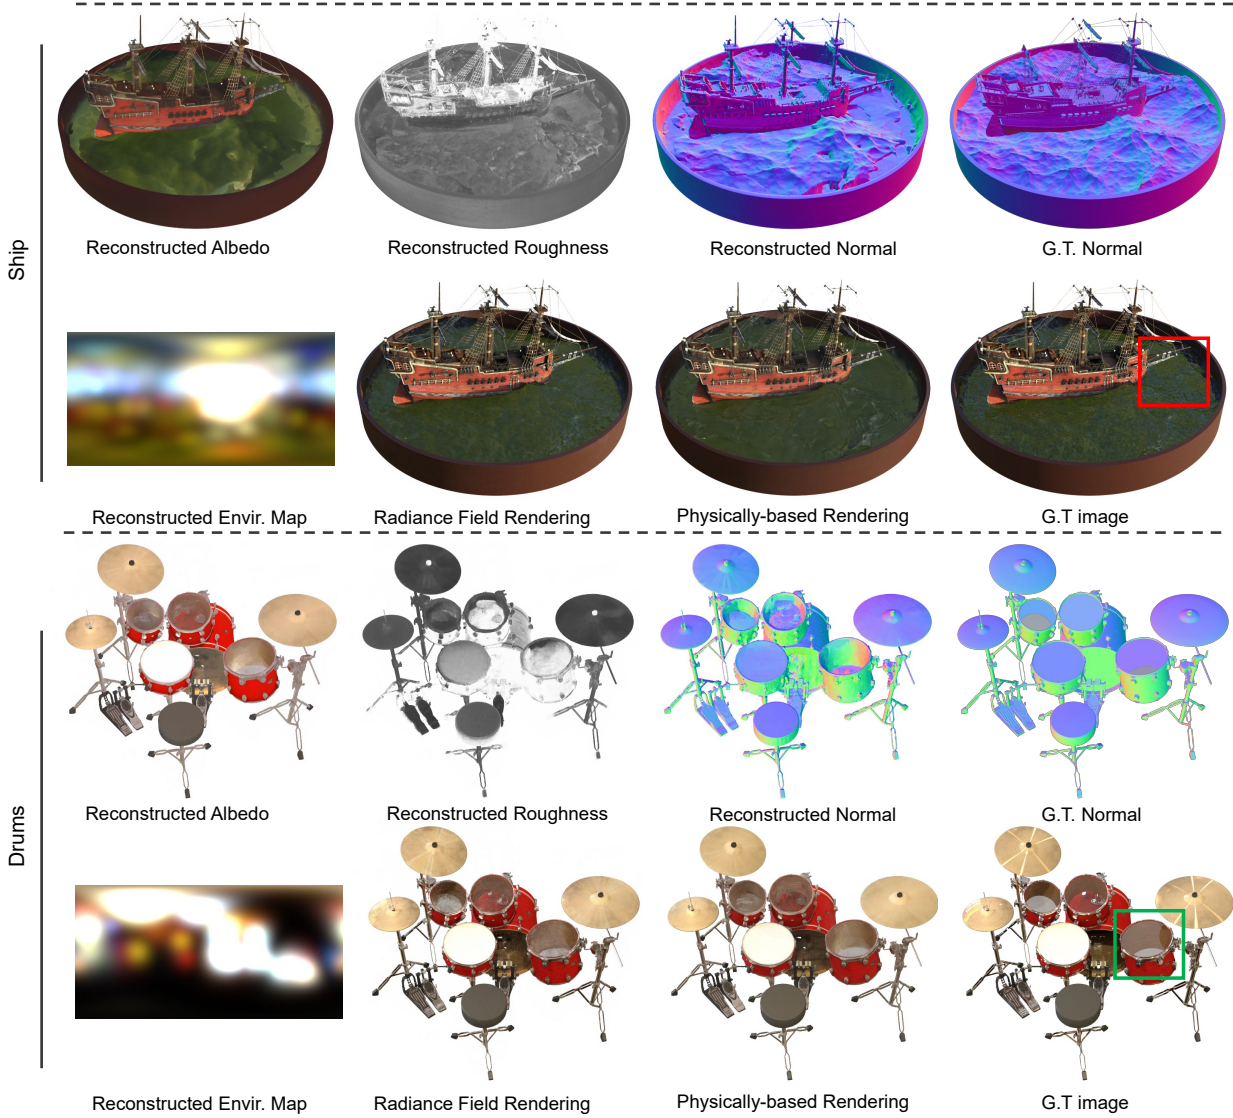 Ship
Reconstructed Albedo
Reconstructed Roughness
Reconstructed Normal
G.T. Normal
Reconstructed Envir. Map
Radiance Field Rendering
Physically-based Rendering
G.T image
Drums
Reconstructed Albedo
Reconstructed Roughness
Reconstructed Normal
G.T. Normal
Reconstructed Envir. Map
Radiance Field Rendering
Physically-based Rendering
G.T image